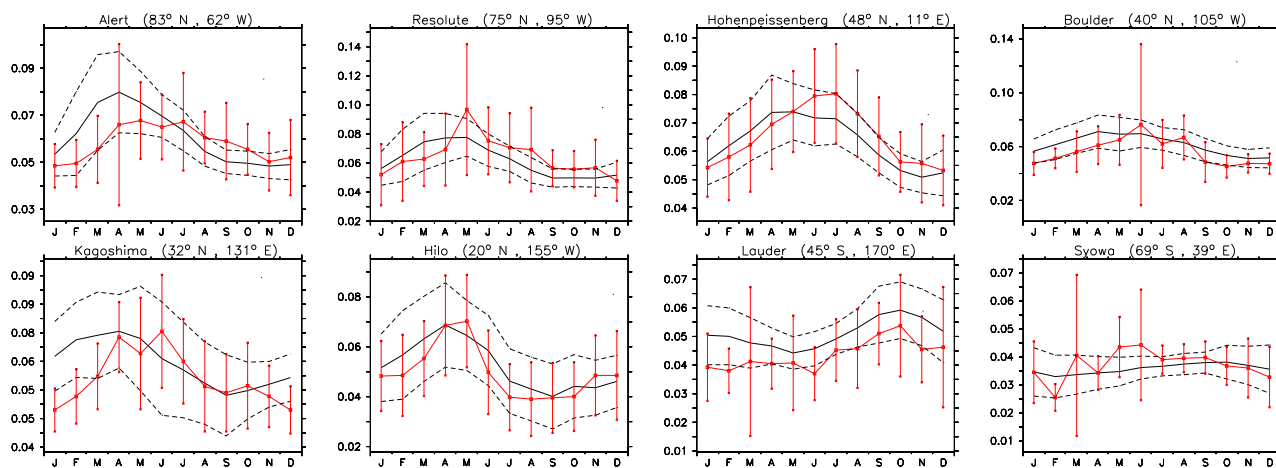 Alert (83° N , 62° W)
0.09
0.07
0.05
0.03
J F M A M J J A S O N D
Resolute (75° N , 95° W)
0.14
0.12
0.10
0.08
0.06
0.04
0.02
J F M A M J J A S O N D
Hohenpeissenberg (48° N , 11° E)
0.10
0.09
0.08
0.07
0.06
0.05
0.04
J F M A M J J A S O N D
Boulder (40° N , 105° W)
0.14
0.08
0.06
0.02
J F M A M J J A S O N D
Kagoshima (32° N , 131° E)
0.09
0.09
0.08
0.07
0.05
0.05
0.04
J F M A M J J A S O N D
Hilo (20° N , 155° W)
0.08
0.06
0.04
0.02
J F M A M J J A S O N D
Lauder (45° S , 170° E)
0.07
0.06
0.05
0.04
0.03
0.02
0.01
J F M A M J J A S O N D
Syowa (69° S , 39° E)
0.07
0.06
0.05
0.04
0.03
0.02
0.01
J F M A M J J A S O N D